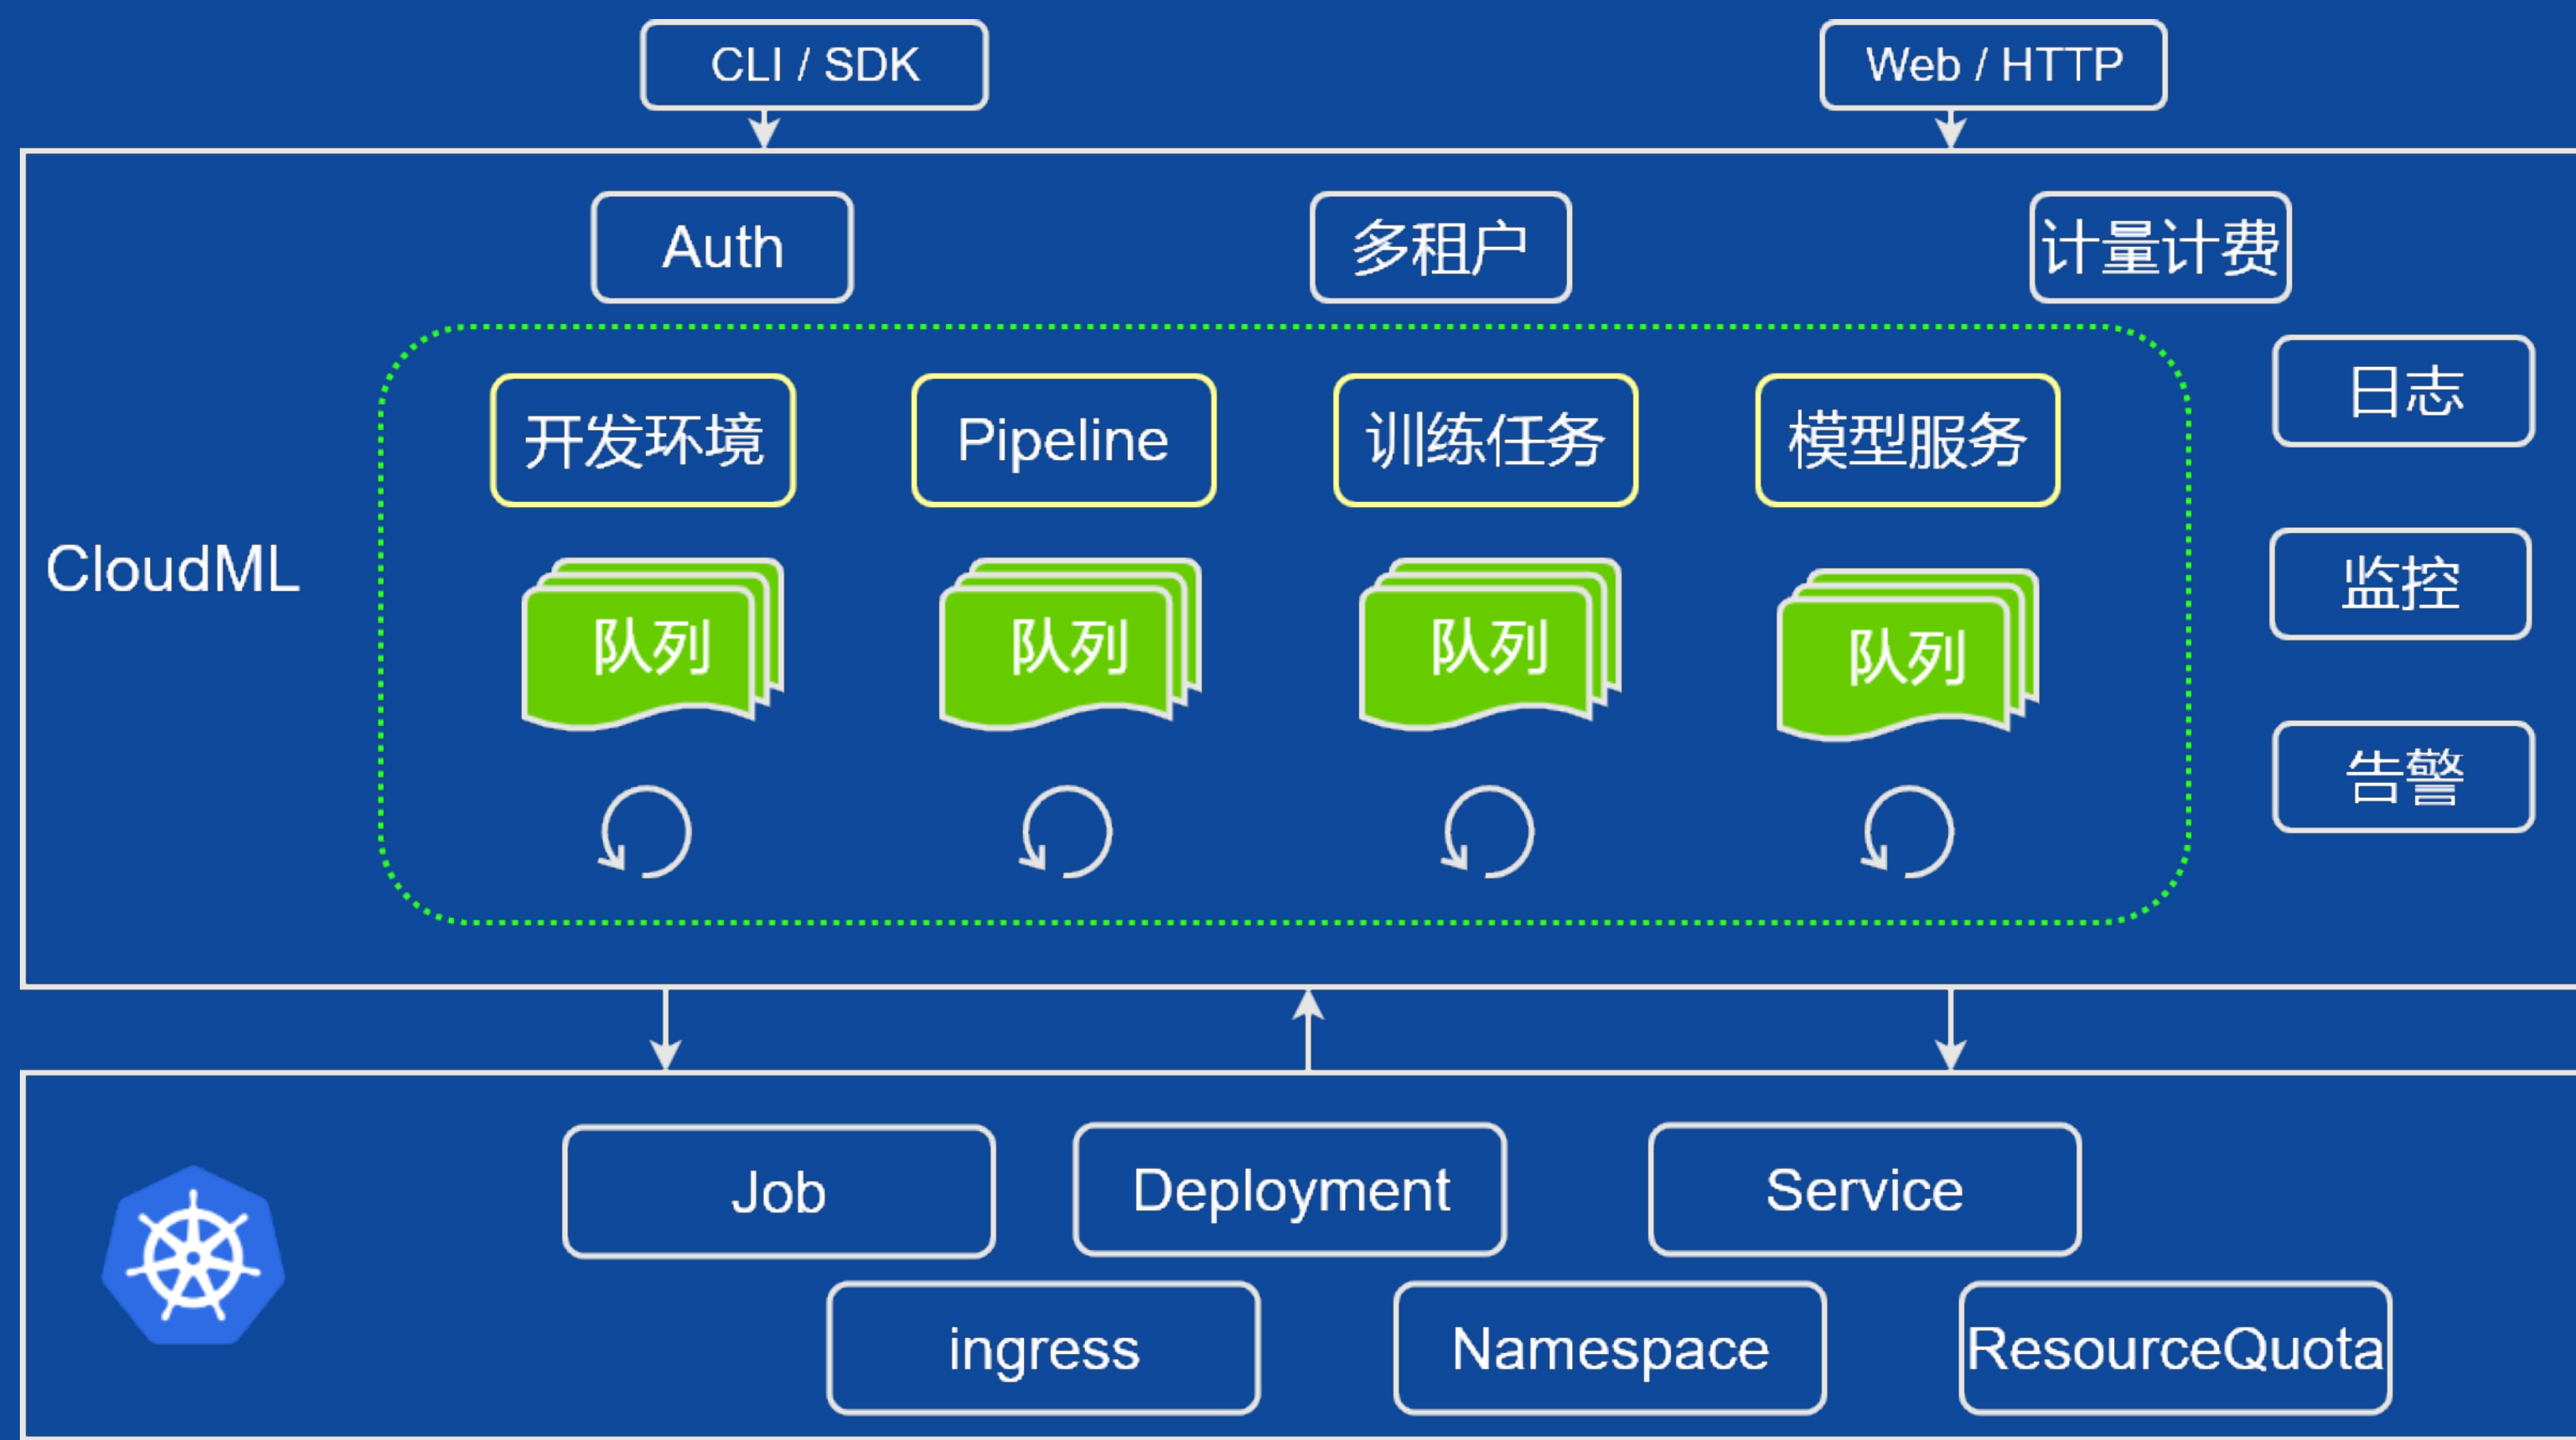 CLI / SDK
Web / HTTP
Auth
多租户
计量计费
日志
开发环境
Pipeline
训练任务
模型服务
CloudML
监控
队列
队列
队列
队列
告警
Job
Deployment
Service
ingress
Namespace
ResourceQuota